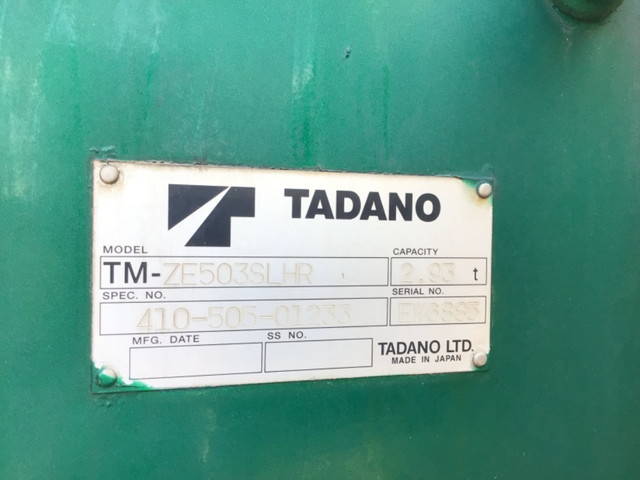 TADANO
MODEL
TM-ZE503SLHR
CAPACITY
2.93 t
SPEC. NO.
410-505-01233
SERIAL NO.
MFG. DATE
SS NO.
TADANO LTD.
MADE IN JAPAN